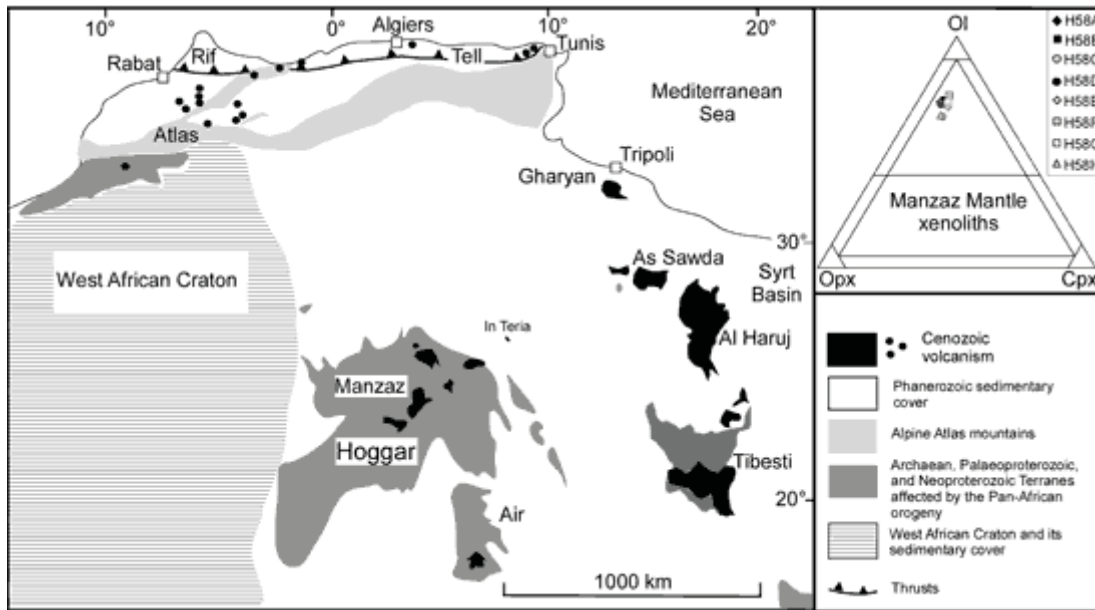 10° 0° 10° 20°
Algiers
Rabat
Rif
Tell
Tunis
Mediterranean
Sea
Atlas
Tripoli
Gharyan
30°
West African Craton
As Sawda
Syrt
Basin
In Teria
Al Haruj
Manzaz
Hoggar
Tibesti
20°
Air
1000 km
Ol
Manzaz Mantle
xenoliths
Opx
Cpx
Cenozoic
volcanism
Phanerozoic sedimentary
cover
Alpine Atlas mountains
Archaean, Palaeoproterozoic,
and Neoproterozoic Terranes
affected by the Pan-African
orogeny
West African Craton and its
sedimentary cover
Thrusts